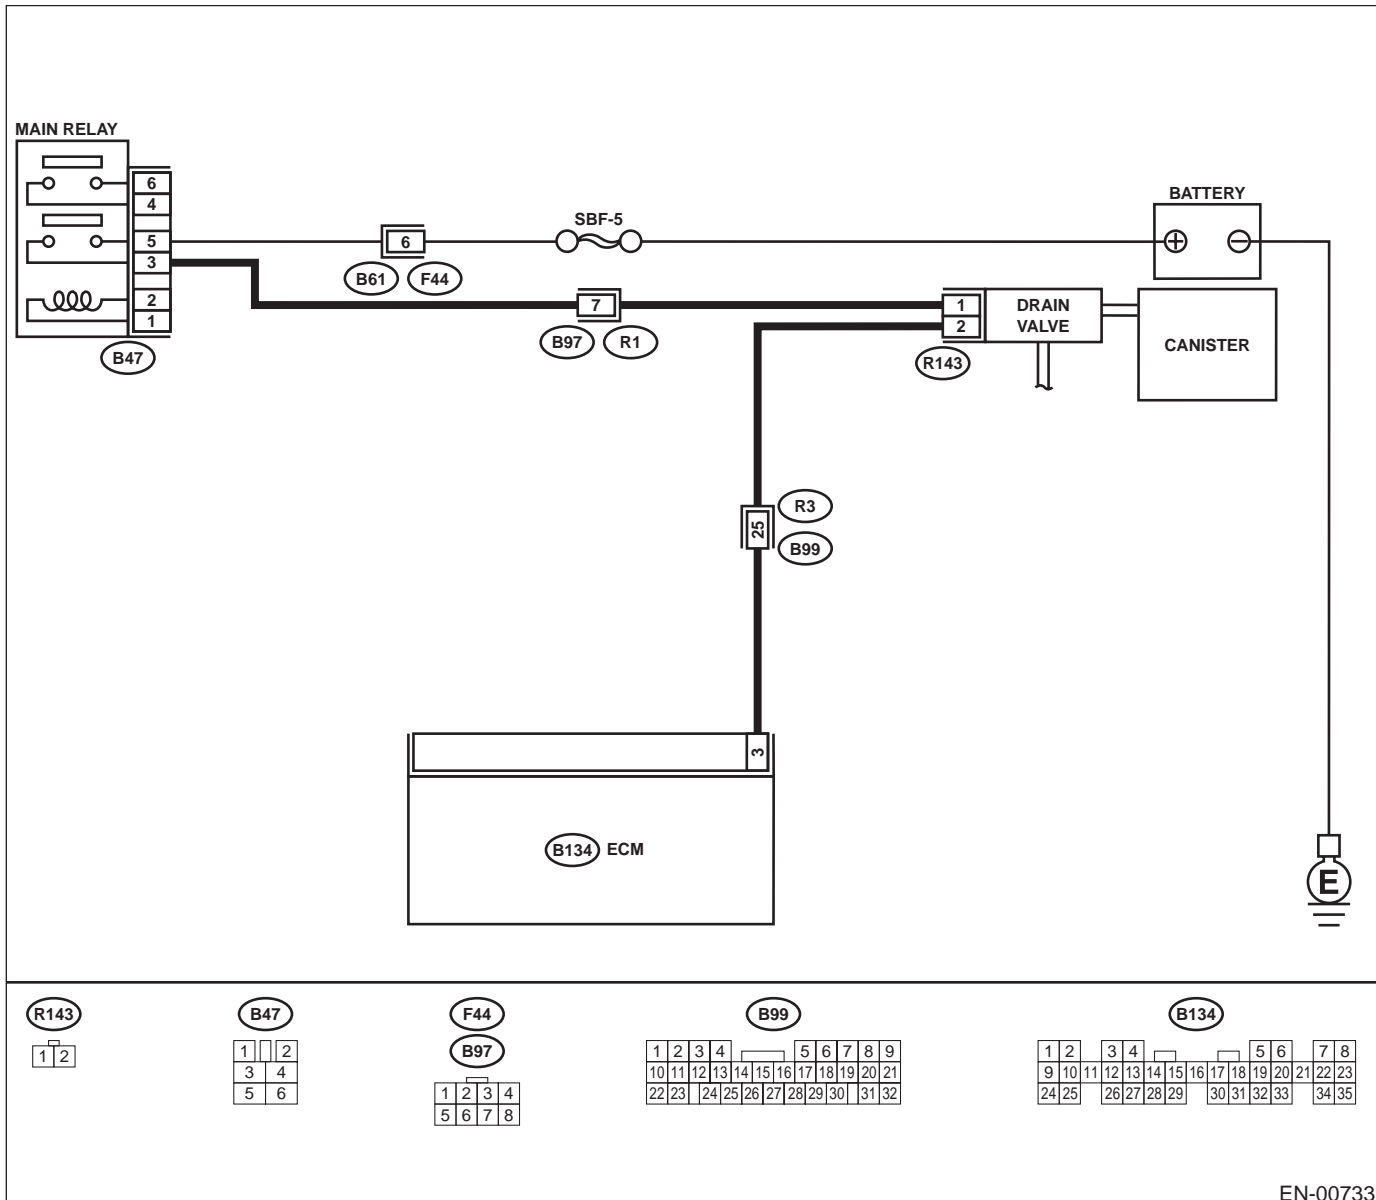 MAIN RELAY
6
4
5
3
2
1
B47
6
B61 F44
SBF-5
BATTERY
+ −
7
B97 R1
1
2
R143
DRAIN
VALVE
CANISTER
25
R3
B99
3
B134 ECM
E
R143
1 2
B47
1 2
3 4
5 6
F44
B97
1 2 3 4
5 6 7 8
B99
1 2 3 4 5 6 7 8 9
10 11 12 13 14 15 16 17 18 19 20 21
22 23 24 25 26 27 28 29 30 31 32
B134
1 2 3 4 5 6 7 8
9 10 11 12 13 14 15 16 17 18 19 20 21 22 23
24 25 26 27 28 29 30 31 32 33 34 35
EN-00733